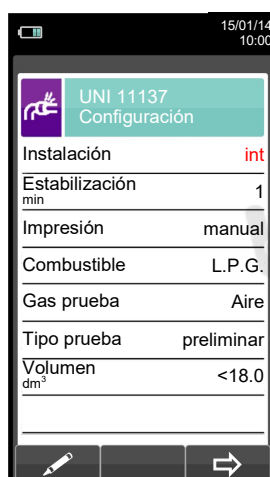 15/01/14
10:00
UNI 11137
Configuración
Instalación int
Estabilización
min 1
Impresión manual
Combustible L.P.G.
Gas prueba Aire
Tipo prueba preliminar
Volumen
dm³ <18.0